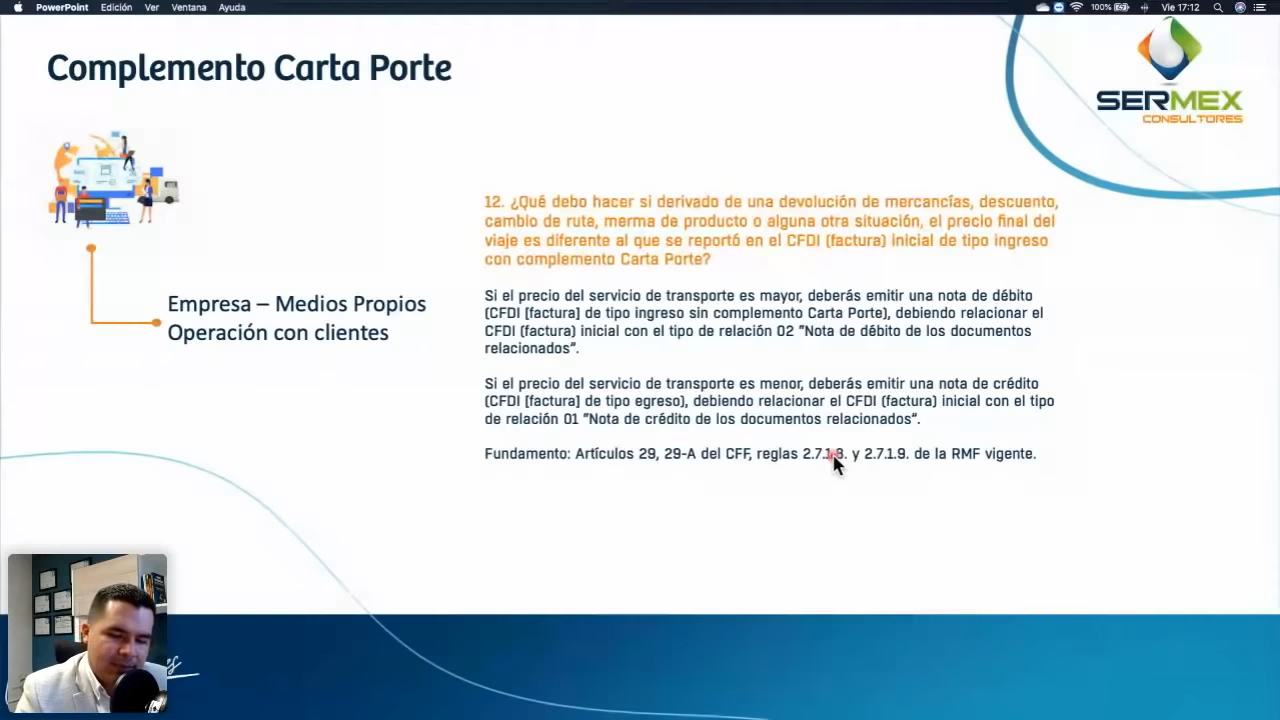 PowerPoint Edición Ver Ventana Ayuda 100% Vie 17:12
Complemento Carta Porte
SERMEX
CONSULTORES
Empresa – Medios Propios
Operación con clientes
12. ¿Qué debo hacer si derivado de una devolución de mercancías, descuento,
cambio de ruta, merma de producto o alguna otra situación, el precio final del
viaje es diferente al que se reportó en el CFDI (factura) inicial de tipo ingreso
con complemento Carta Porte?
Si el precio del servicio de transporte es mayor, deberás emitir una nota de débito
(CFDI [factura] de tipo ingreso sin complemento Carta Porte), debiendo relacionar el
CFDI (factura) inicial con el tipo de relación 02 “Nota de débito de los documentos
relacionados”.
Si el precio del servicio de transporte es menor, deberás emitir una nota de crédito
(CFDI [factura] de tipo egreso), debiendo relacionar el CFDI (factura) inicial con el tipo
de relación 01 “Nota de crédito de los documentos relacionados”.
Fundamento: Artículos 29, 29-A del CFF, reglas 2.7.1.8. y 2.7.1.9. de la RMF vigente.